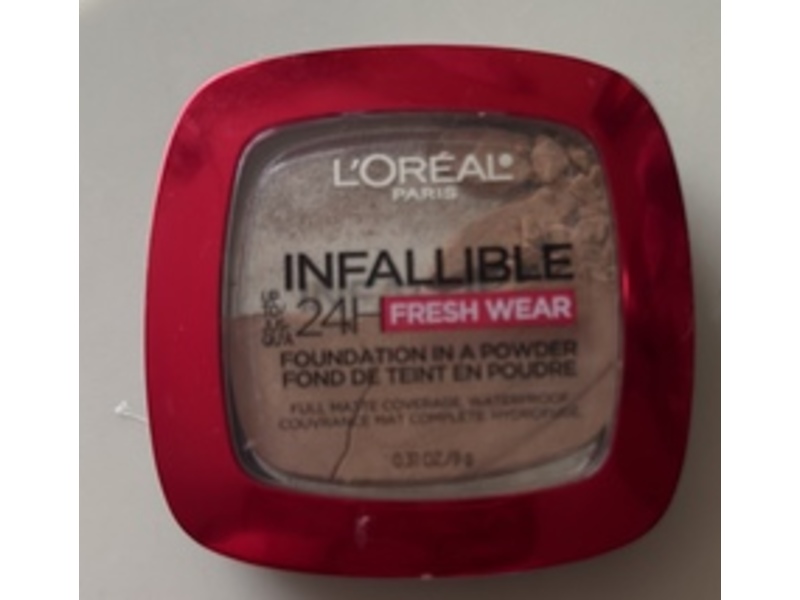 L'ORÉAL®
PARIS
INFALLIBLE
24H FRESH WEAR
FOUNDATION IN A POWDER
FOND DE TEINT EN POUDRE
FULL MATTE COVERAGE. WATERPROOF.
COUVRANCE MAT COMPLÈTE. HYDROFUGE.
0.31 OZ./9 g